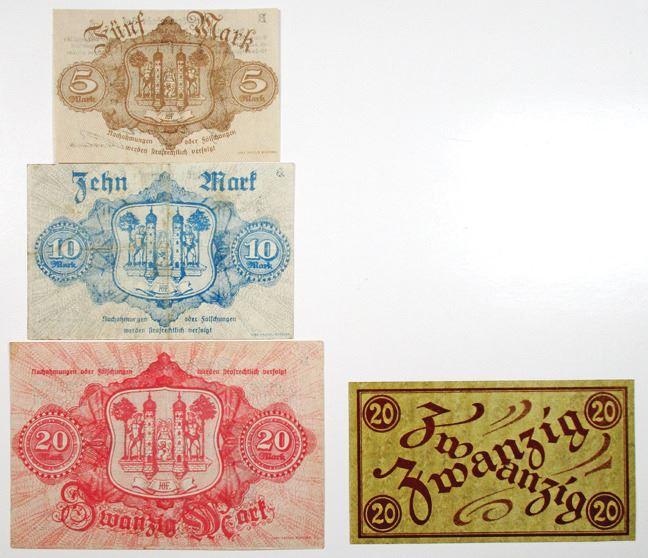 Fünf Mark
5 Mark
5 Mark
Nachahmungen oder Fälschungen
werden strafrechtlich verfolgt
Zehn Mark
10 Mark
10 Mark
Nachahmungen oder Fälschungen
werden strafrechtlich verfolgt
Nachahmungen oder Fälschungen werden strafrechtlich verfolgt
20 Mark
20 Mark
Zwanzig Mark
20 20
Zwanzig
Zwanzig
20 20